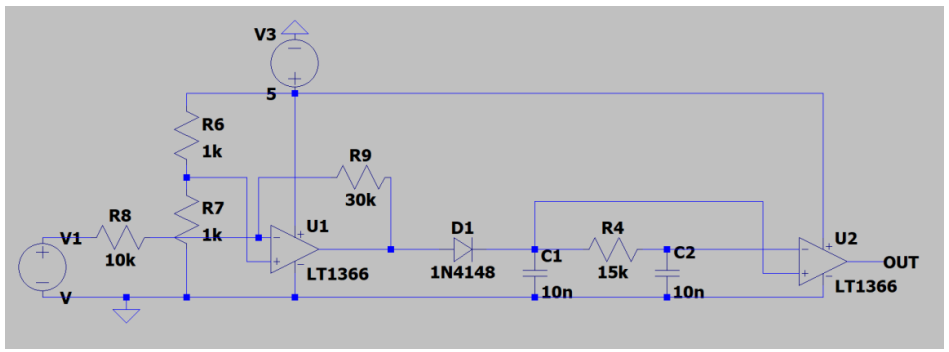 V3
5
R6
1k
R9
30k
R7
1k
U1
LT1366
R8
10k
V1
V
D1
1N4148
C1
10n
R4
15k
C2
10n
U2
LT1366
OUT